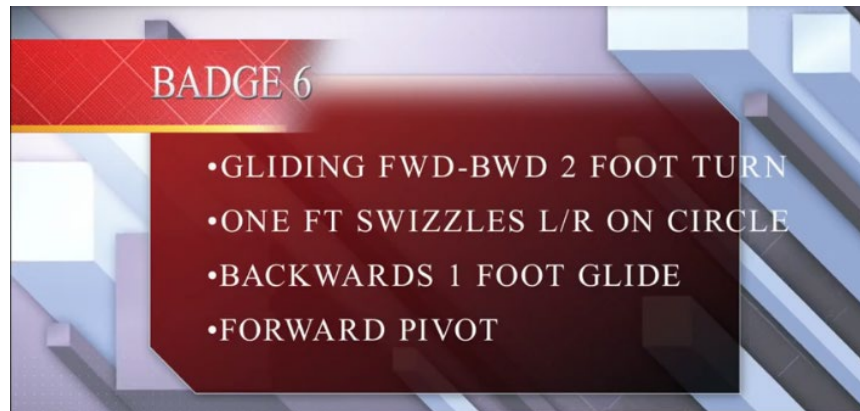 BADGE 6
•GLIDING FWD-BWD 2 FOOT TURN
•ONE FT SWIZZLES L/R ON CIRCLE
•BACKWARDS 1 FOOT GLIDE
•FORWARD PIVOT